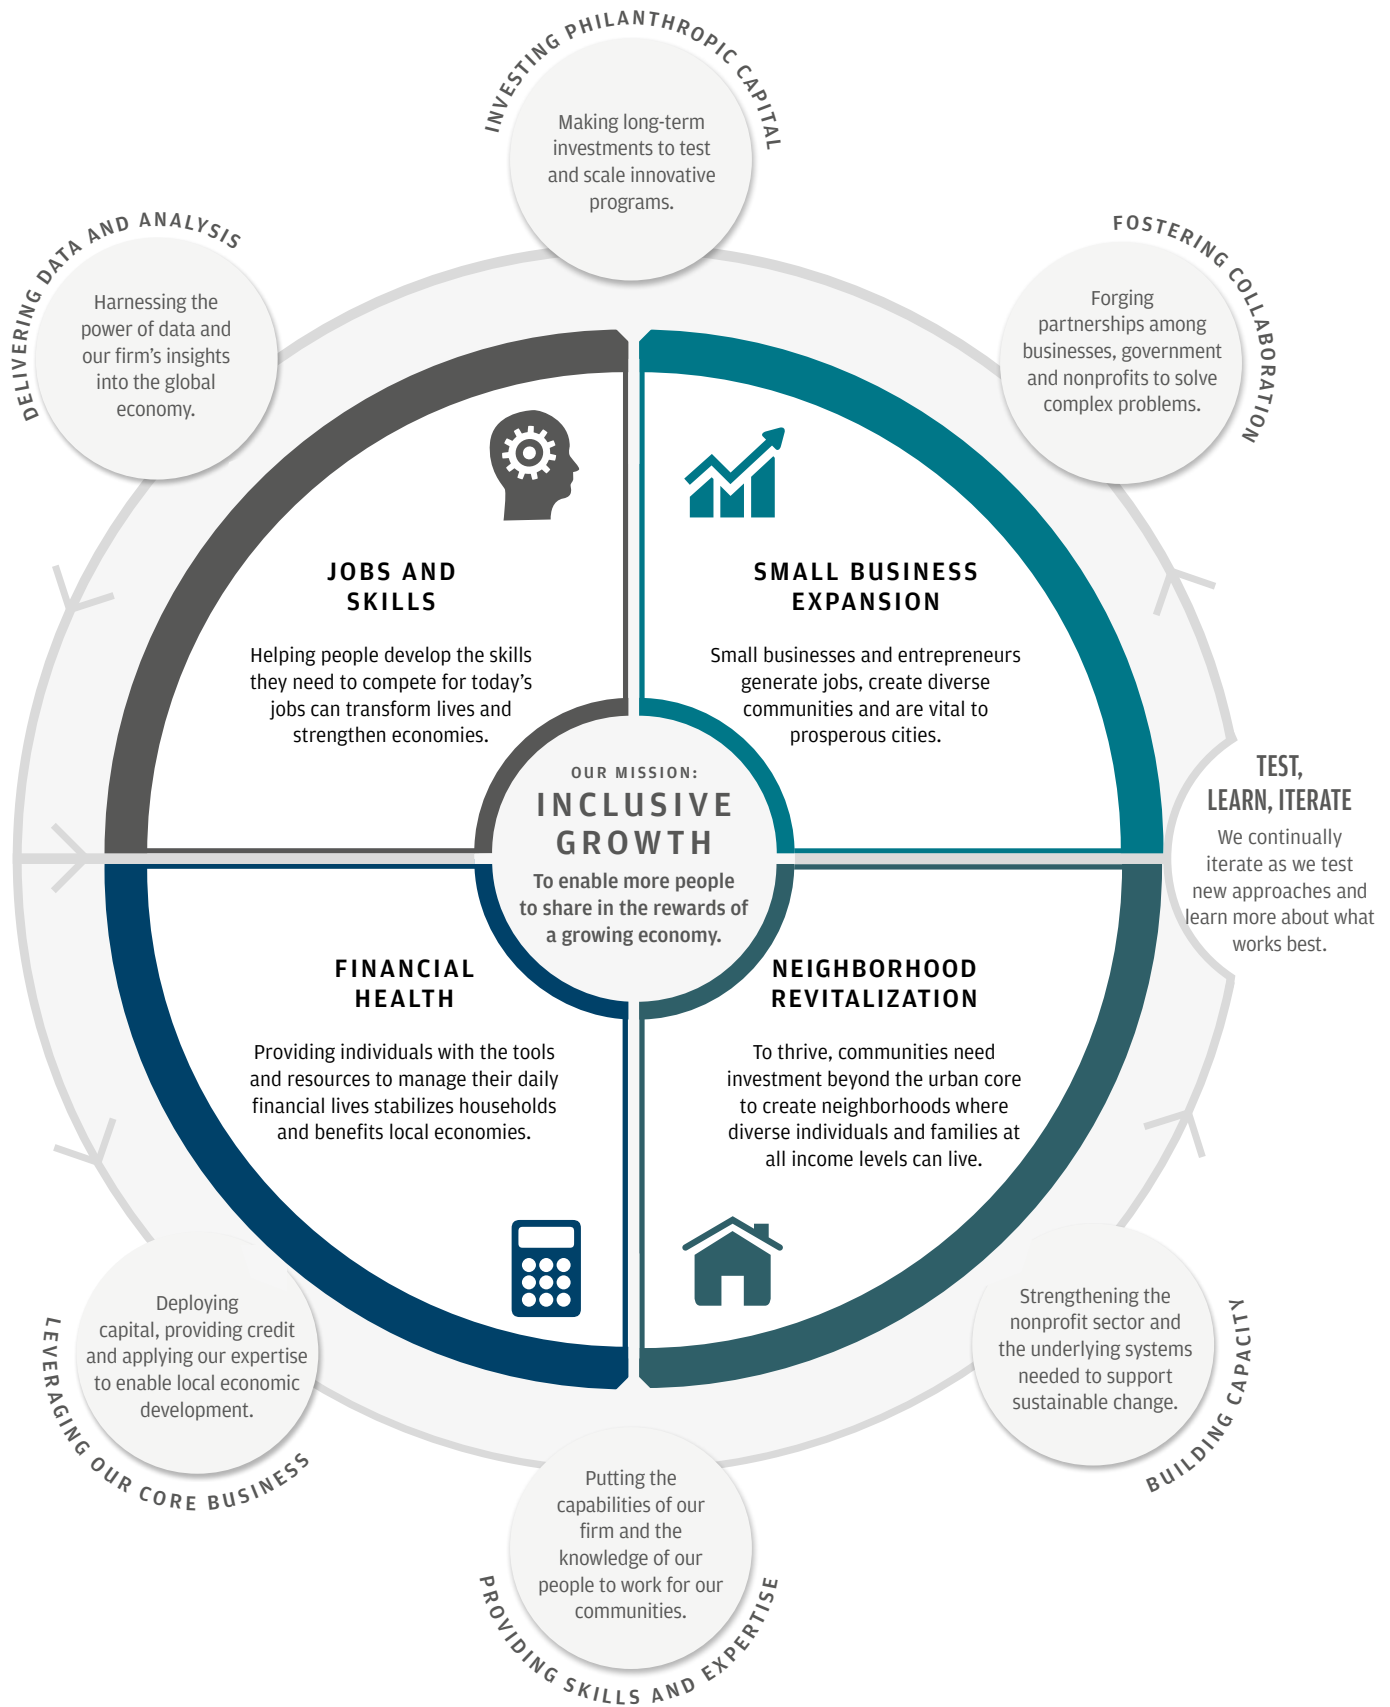 INVESTING PHILANTHROPIC CAPITAL
Making long-term
investments to test
and scale innovative
programs.
DELIVERING DATA AND ANALYSIS
Harnessing the
power of data and
our firm's insights
into the global
economy.
FOSTERING COLLABORATION
Forging
partnerships among
businesses, government
and nonprofits to solve
complex problems.
JOBS AND
SKILLS
Helping people develop the skills
they need to compete for today's
jobs can transform lives and
strengthen economies.
SMALL BUSINESS
EXPANSION
Small businesses and entrepreneurs
generate jobs, create diverse
communities and are vital to
prosperous cities.
OUR MISSION:
INCLUSIVE
GROWTH
To enable more people
to share in the rewards of
a growing economy.
TEST,
LEARN, ITERATE
We continually
iterate as we test
new approaches and
learn more about what
works best.
FINANCIAL
HEALTH
Providing individuals with the tools
and resources to manage their daily
financial lives stabilizes households
and benefits local economies.
NEIGHBORHOOD
REVITALIZATION
To thrive, communities need
investment beyond the urban core
to create neighborhoods where
diverse individuals and families at
all income levels can live.
Deploying
capital, providing credit
and applying our expertise
to enable local economic
development.
LEVERAGING OUR CORE BUSINESS
Strengthening the
nonprofit sector and
the underlying systems
needed to support
sustainable change.
BUILDING CAPACITY
Putting the
capabilities of our
firm and the
knowledge of our
people to work for our
communities.
PROVIDING SKILLS AND EXPERTISE